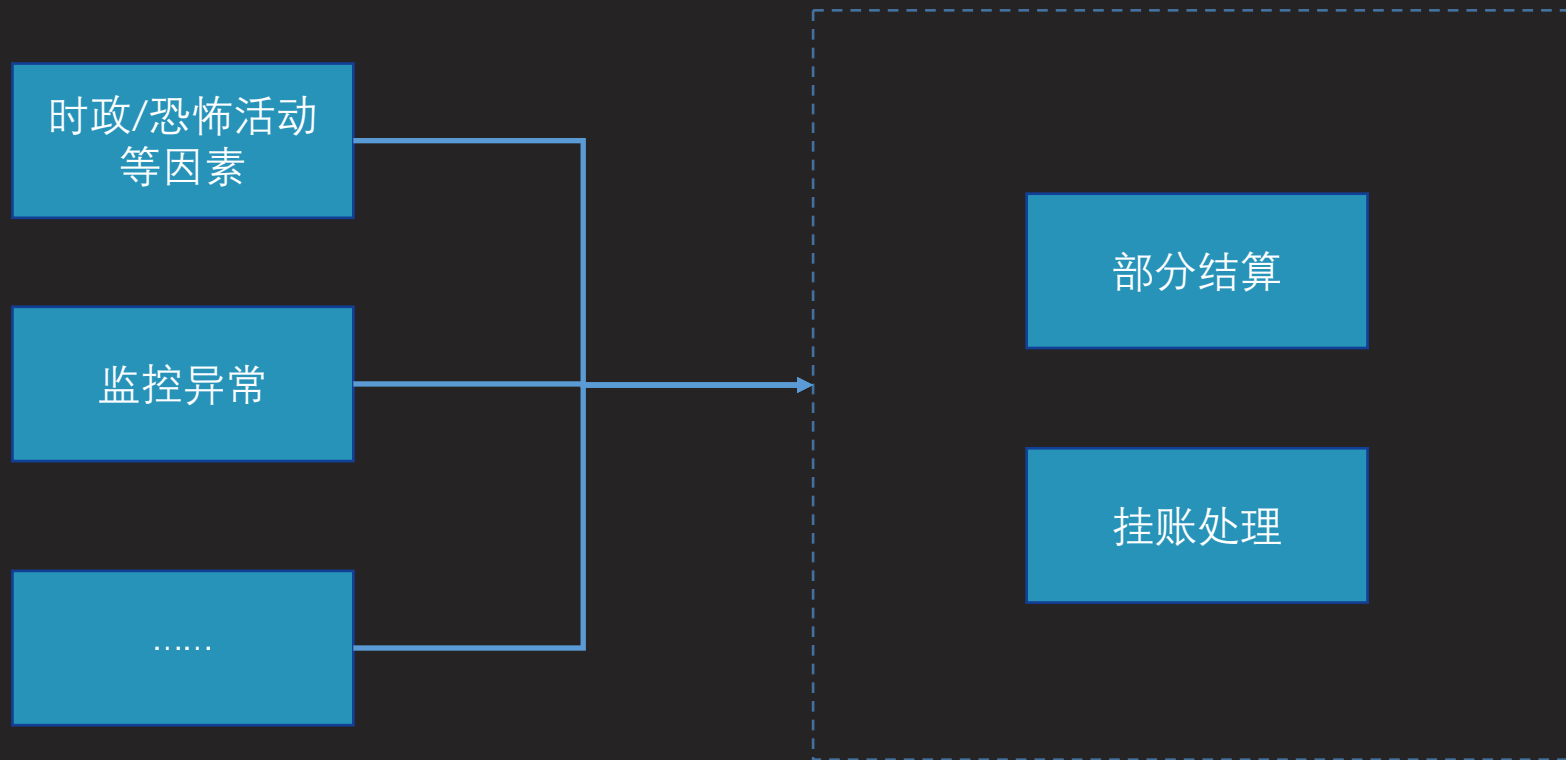 时政/恐怖活动
等因素
监控异常
……
部分结算
挂账处理